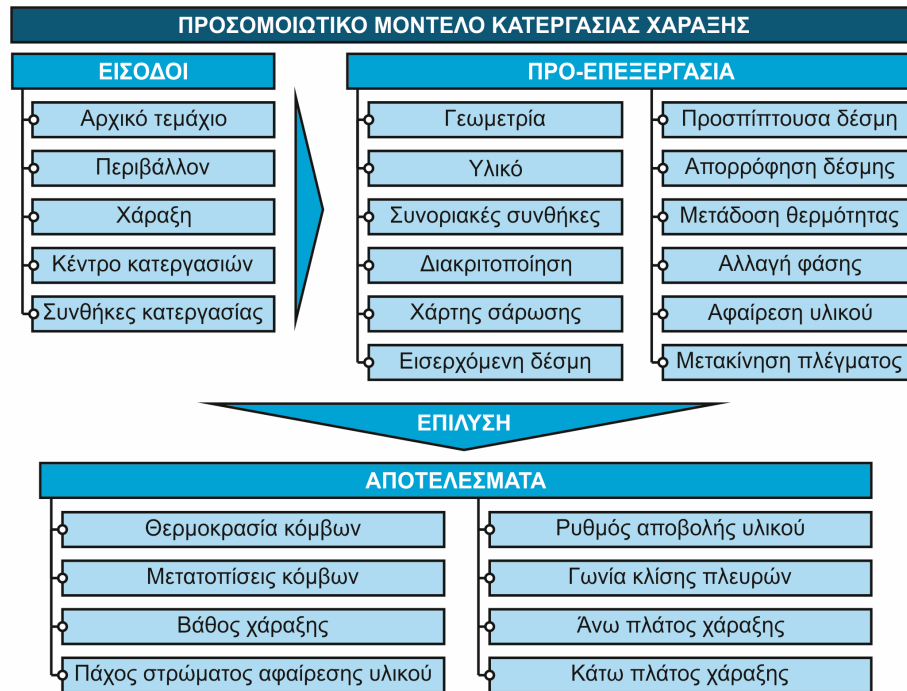 ΠΡΟΣΟΜΟΙΩΤΙΚΟ ΜΟΝΤΕΛΟ ΚΑΤΕΡΓΑΣΙΑΣ ΧΑΡΑΞΗΣ
ΕΙΣΟΔΟΙ
Αρχικό τεμάχιο
Περιβάλλον
Χάραξη
Κέντρο κατεργασιών
Συνθήκες κατεργασίας
ΠΡΟ-ΕΠΕΞΕΡΓΑΣΙΑ
Γεωμετρία
Υλικό
Συνοριακές συνθήκες
Διακριτοποίηση
Χάρτης σάρωσης
Εισερχόμενη δέσμη
Προσπίπτουσα δέσμη
Απορρόφηση δέσμης
Μετάδοση θερμότητας
Αλλαγή φάσης
Αφαίρεση υλικού
Μετακίνηση πλέγματος
ΕΠΙΛΥΣΗ
ΑΠΟΤΕΛΕΣΜΑΤΑ
Θερμοκρασία κόμβων
Μετατοπίσεις κόμβων
Βάθος χάραξης
Πάχος στρώματος αφαίρεσης υλικού
Ρυθμός αποβολής υλικού
Γωνία κλίσης πλευρών
Άνω πλάτος χάραξης
Κάτω πλάτος χάραξης